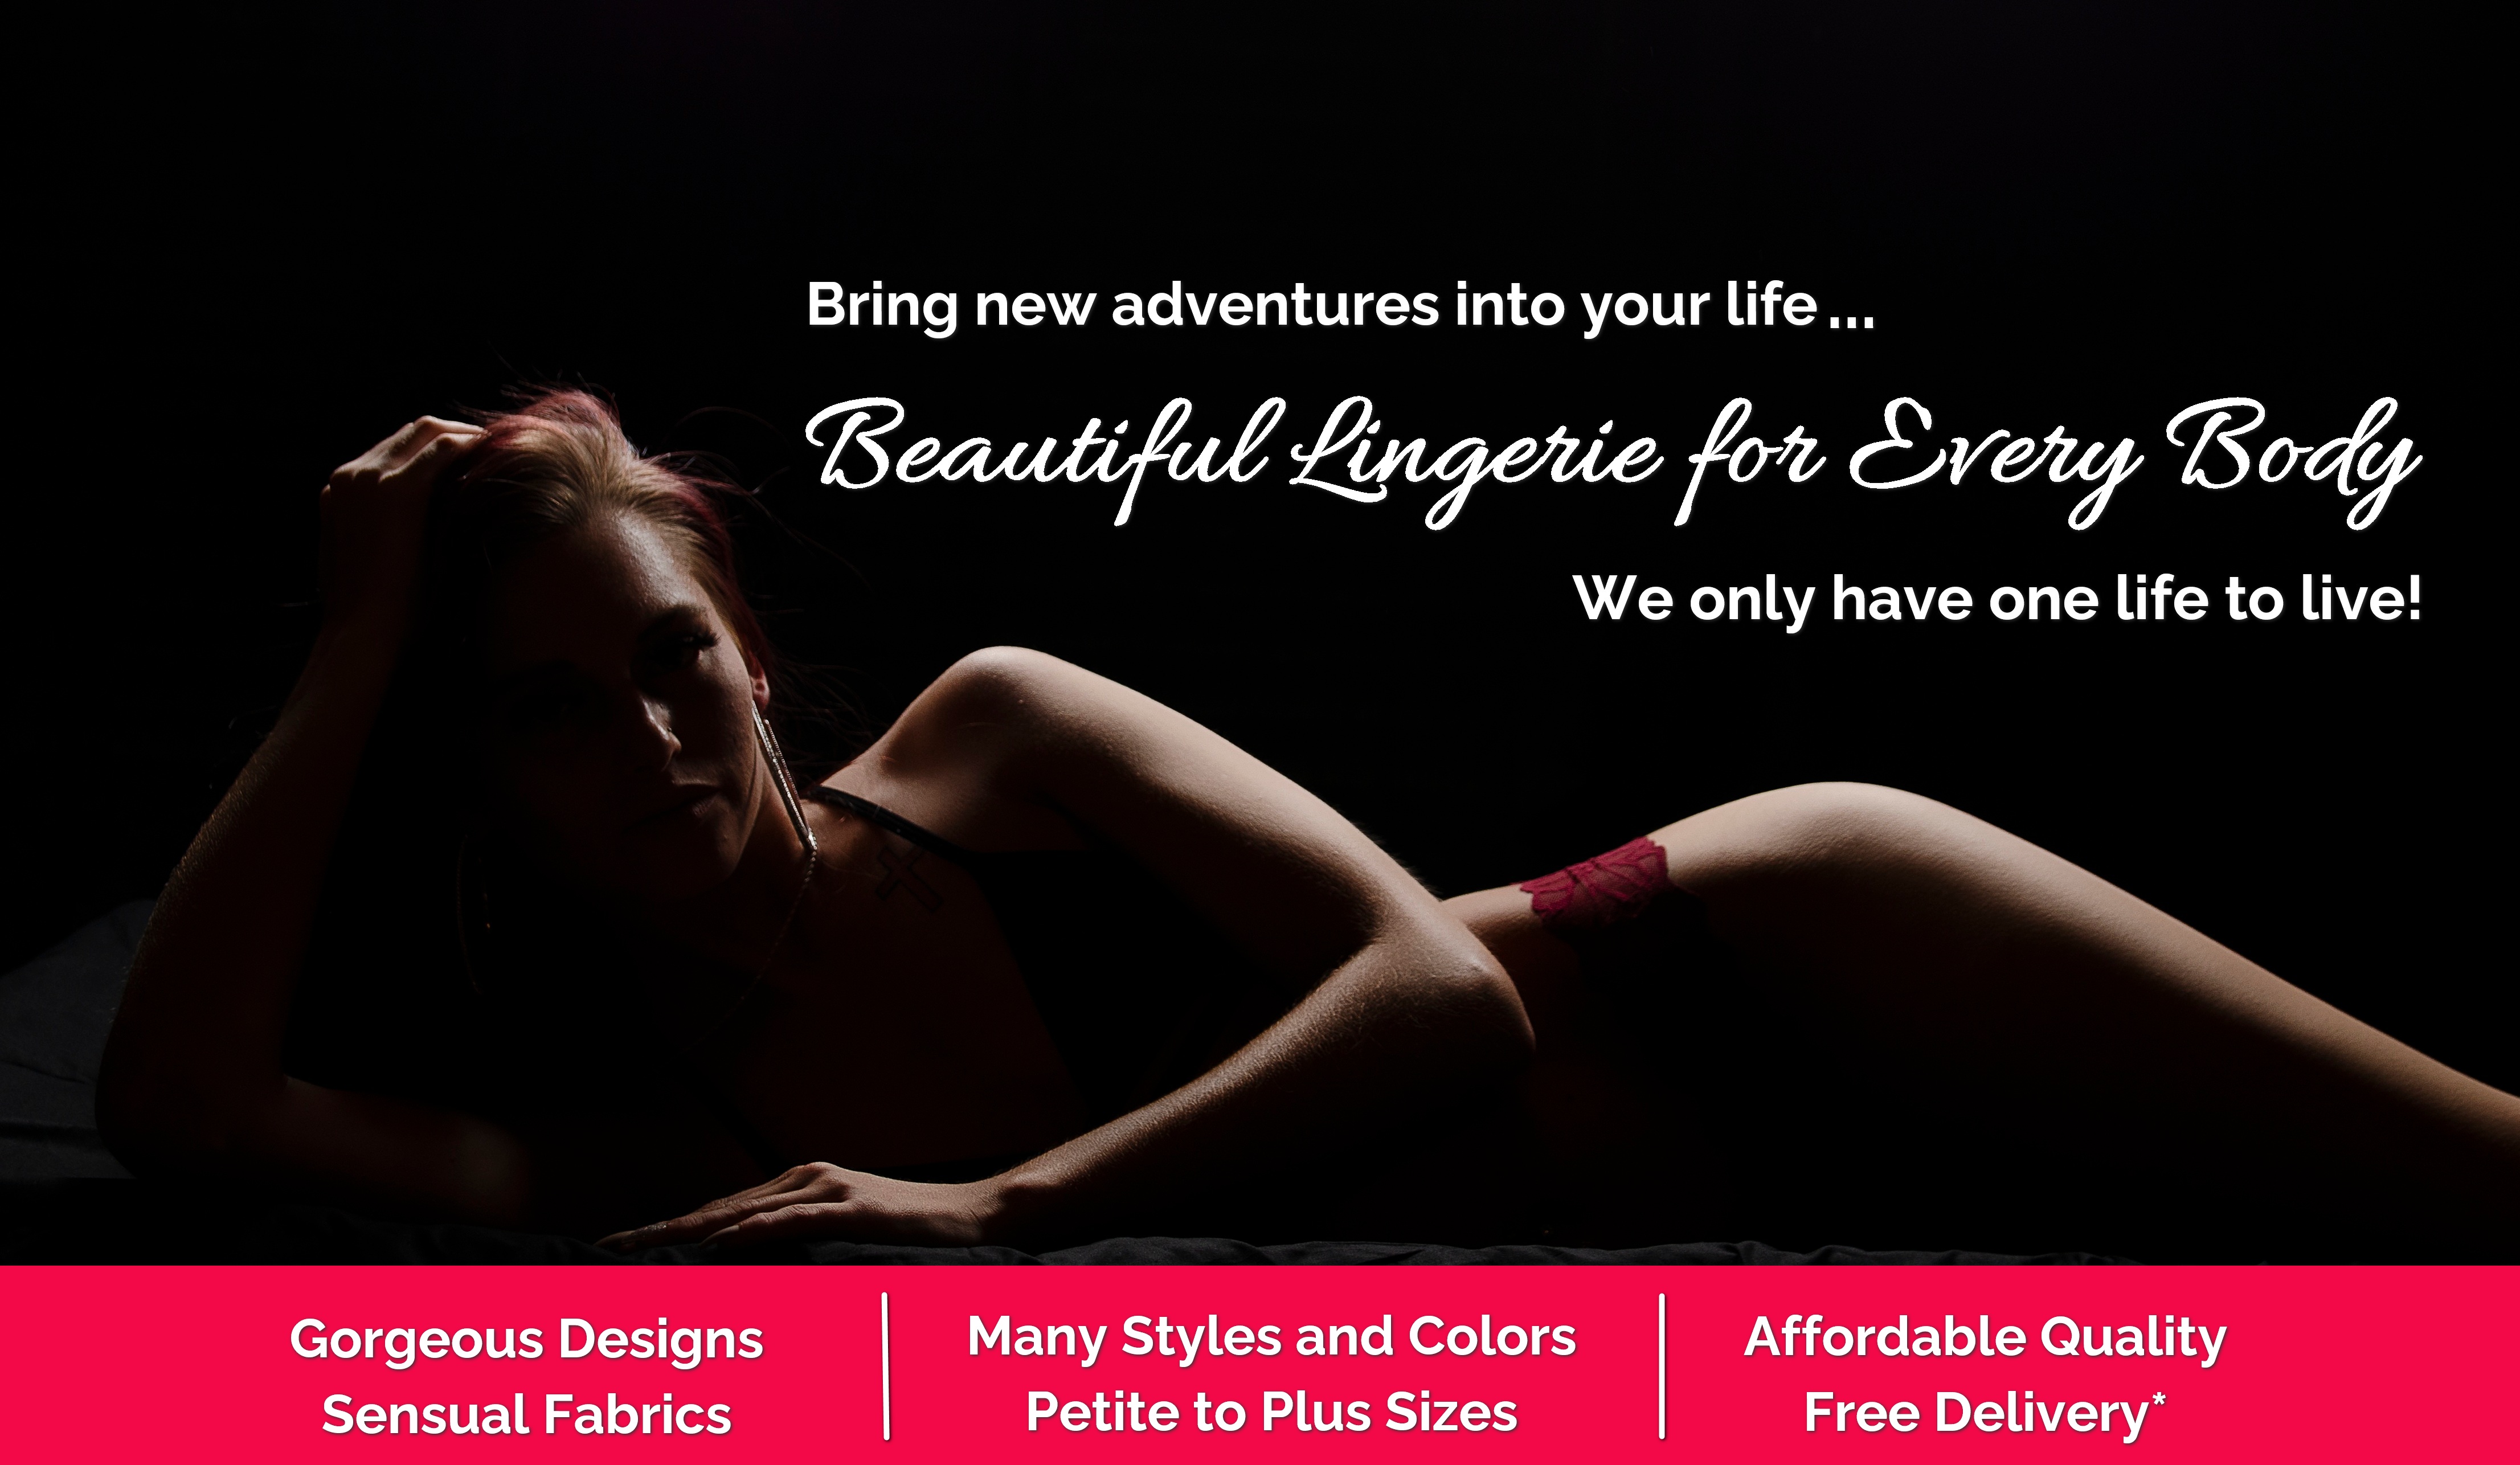 Bring new adventures into your life ...
Beautiful Lingerie for Every Body
We only have one life to live!
Gorgeous Designs
Sensual Fabrics
Many Styles and Colors
Petite to Plus Sizes
Affordable Quality
Free Delivery*